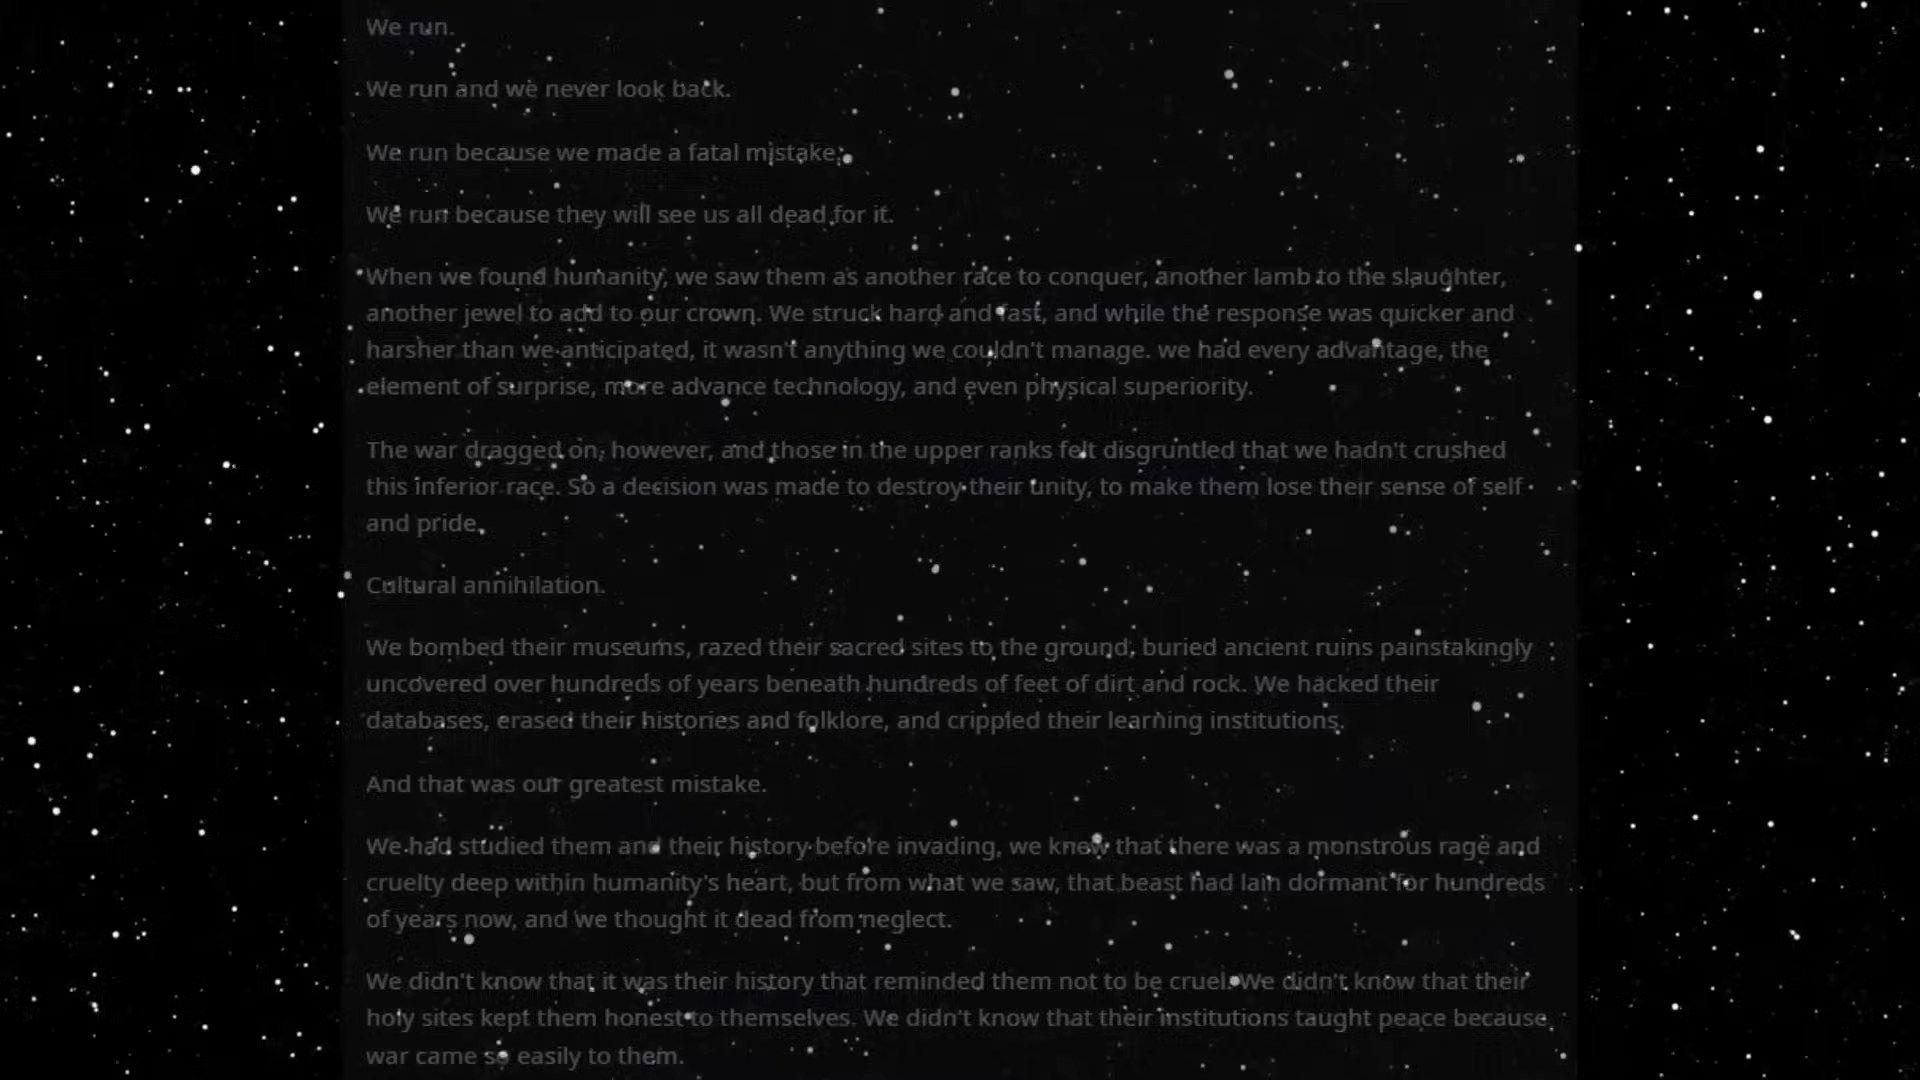 We run.
We run and we never look back.
We run because we made a fatal mistake.
We run because they will see us all dead for it.
When we found humanity, we saw them as another race to conquer, another lamb to the slaughter,
another jewel to add to our crown. We struck hard and fast, and while the response was quicker and
harsher than we anticipated, it wasn't anything we couldn't manage. we had every advantage, the
element of surprise, more advance technology, and even physical superiority.
The war dragged on, however, and those in the upper ranks felt disgruntled that we hadn't crushed
this inferior race. So a decision was made to destroy their unity, to make them lose their sense of self
and pride.
Cultural annihilation.
We bombed their museums, razed their sacred sites to the ground, buried ancient ruins painstakingly
uncovered over hundreds of years beneath hundreds of feet of dirt and rock. We hacked their
databases, erased their histories and folklore, and crippled their learning institutions.
And that was our greatest mistake.
We had studied them and their history before invading, we knew that there was a monstrous rage and
cruelty deep within humanity's heart, but from what we saw, that beast had lain dormant for hundreds
of years now, and we thought it dead from neglect.
We didn't know that it was their history that reminded them not to be cruel. We didn't know that their
holy sites kept them honest to themselves. We didn't know that their institutions taught peace because
war came so easily to them.